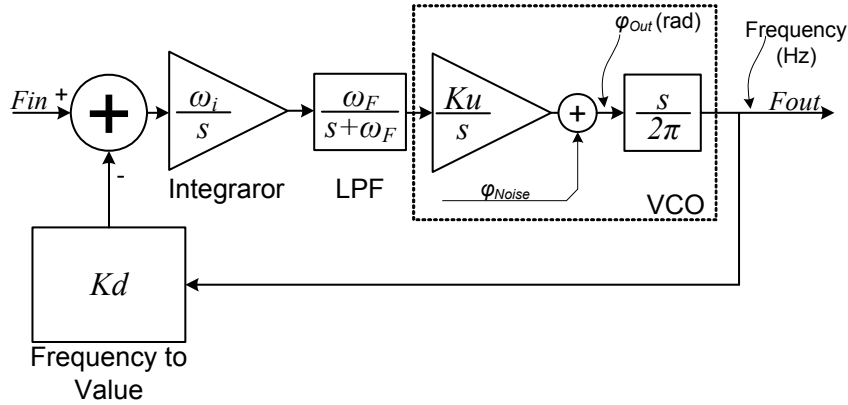 φOut (rad)
Frequency
(Hz)
Fin
+
+
ωi
s
ωF
s+ωF
Ku
s
+
s
2π
Fout
-
Integraror
LPF
φNoise
VCO
Kd
Frequency to
Value